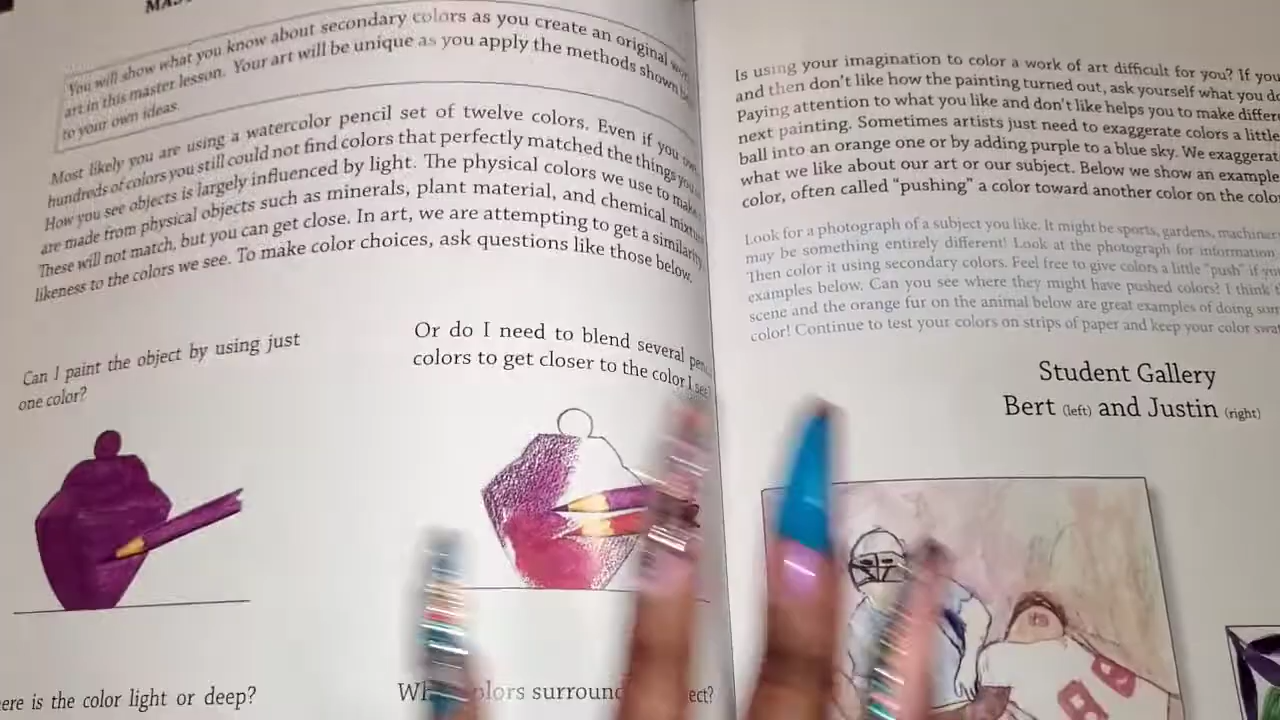 MAS
You will show what you know about secondary colors as you create an original
art in this master lesson. Your art will be unique as you apply the methods shown
to your own ideas.
Most likely you are using a watercolor pencil set of twelve colors. Even if you
hundreds of colors you still could not find colors that perfectly matched the things you
How you see objects is largely influenced by light. The physical colors we use to make
are made from physical objects such as minerals, plant material, and chemical
These will not match, but you can get close. In art, we are attempting to get a similarity
likeness to the colors we see. To make color choices, ask questions like those below.
Can I paint the object by using just
one color?
Or do I need to blend several
colors to get closer to the color I see?
ere is the color light or deep?
surround
ect?
Is using your imagination to color a work of art difficult for you? If you
and then don't like how the painting turned out, ask yourself what you
Paying attention to what you like and don't like helps you to make
next painting. Sometimes artists just need to exaggerate colors a little
ball into an orange one or by adding purple to a blue sky. We
what we like about our art or our subject. Below we show an example
color, often called "pushing" a color toward another color on the
Look for a photograph of a subject you like. It might be sports, gardens,
may be something entirely different! Look at the photograph for information.
Then color it using secondary colors. Feel free to give colors a little "push" if
examples below. Can you see where they might have pushed colors? I think
scene and the orange fur on the animal below are great examples of doing
color! Continue to test your colors on strips of paper and keep your color
Student Gallery
Bert (left) and Justin (right)